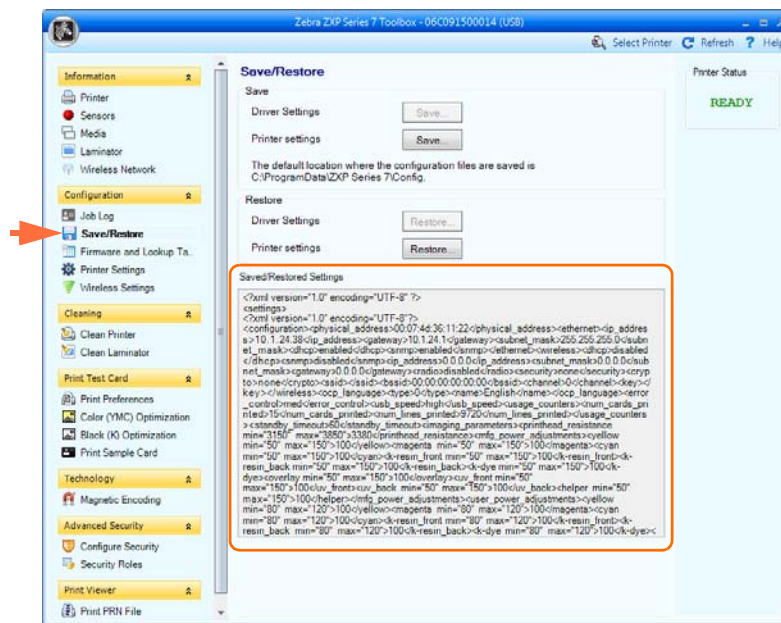 Zebra ZXP Series 7 Toolbox - 06C091500014 (USB)
Select Printer Refresh ? Help
Information
Printer
Sensors
Media
Laminator
Wireless Network
Configuration
Job Log
Save/Restore
Firmware and Lookup Ta..
Printer Settings
Wireless Settings
Cleaning
Clean Printer
Clean Laminator
Print Test Card
Print Preferences
Color (YMC) Optimization
Black (K) Optimization
Print Sample Card
Technology
Magnetic Encoding
Advanced Security
Configure Security
Security Roles
Print Viewer
Print PRN File
Save/Restore
Save
Driver Settings Save...
Printer settings Save...
The default location where the configuration files are saved is
C:\ProgramData\ZXP Series 7\Config.
Restore
Driver Settings Restore...
Printer settings Restore...
Saved/Restored Settings
<?xml version="1.0" encoding="UTF-8" ?>
<settings>
<?xml version="1.0" encoding="UTF-8"?>
<configuration><physical_address>00:07:4d:36:11:22</physical_address><ethernet><ip_addres
s>10.1.24.38</ip_address><gateway>10.1.24.1</gateway><subnet_mask>255.255.255.0</subn
et_mask><dhcp>enabled</dhcp><snmp>enabled</snmp></ethernet><wireless><dhcp>disabled
</dhcp><snmp>disabled</snmp><ip_address>0.0.0.0</ip_address><subnet_mask>0.0.0.0</sub
net_mask><gateway>0.0.0.0</gateway><radio>disabled</radio><security>none</security><cryp
to>none</crypto><ssid></ssid><bssid>00:00:00:00:00:00</bssid><channel>0</channel><key></
key></wireless><ocp_language><type>0</type><name>English</name></ocp_language><error
_control>med</error_control><usb_speed>high</usb_speed><usage_counters><num_cards_pri
nted>15</num_cards_printed><num_lines_printed>9720</num_lines_printed></usage_counters
><standby_timeout>60</standby_timeout><imaging_parameters><printhead_resistance
min="3150" max="3850">3380</printhead_resistance><mfg_power_adjustments><yellow
min="50" max="150">100</yellow><magenta min="50" max="150">100</magenta><cyan
min="50" max="150">100</cyan><k-resin_front min="50" max="150">100</k-resin_front><k-
resin_back min="50" max="150">100</k-resin_back><k-dye min="50" max="150">100</k-
dye><overlay min="50" max="150">100</overlay><uv_front min="50"
max="150">100</uv_front><uv_back min="50" max="150">100</uv_back><helper min="50"
max="150">100</helper></mfg_power_adjustments><user_power_adjustments><yellow
min="80" max="120">100</yellow><magenta min="80" max="120">100</magenta><cyan
min="80" max="120">100</cyan><k-resin_front min="80" max="120">100</k-resin_front><k-
resin_back min="80" max="120">100</k-resin_back><k-dye min="80" max="120">100</k-dye><
Printer Status
READY